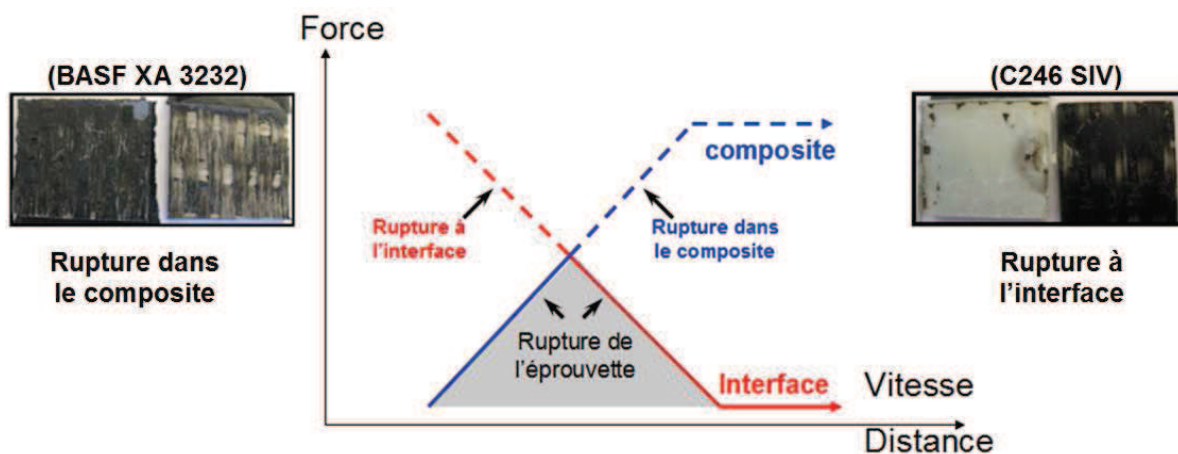 Force
(BASF XA 3232)
Rupture dans
le composite
composite
Rupture à
l’interface
Rupture dans
le composite
Rupture de
l’éprouvette
Interface
Vitesse
Distance
(C246 SIV)
Rupture à
l’interface